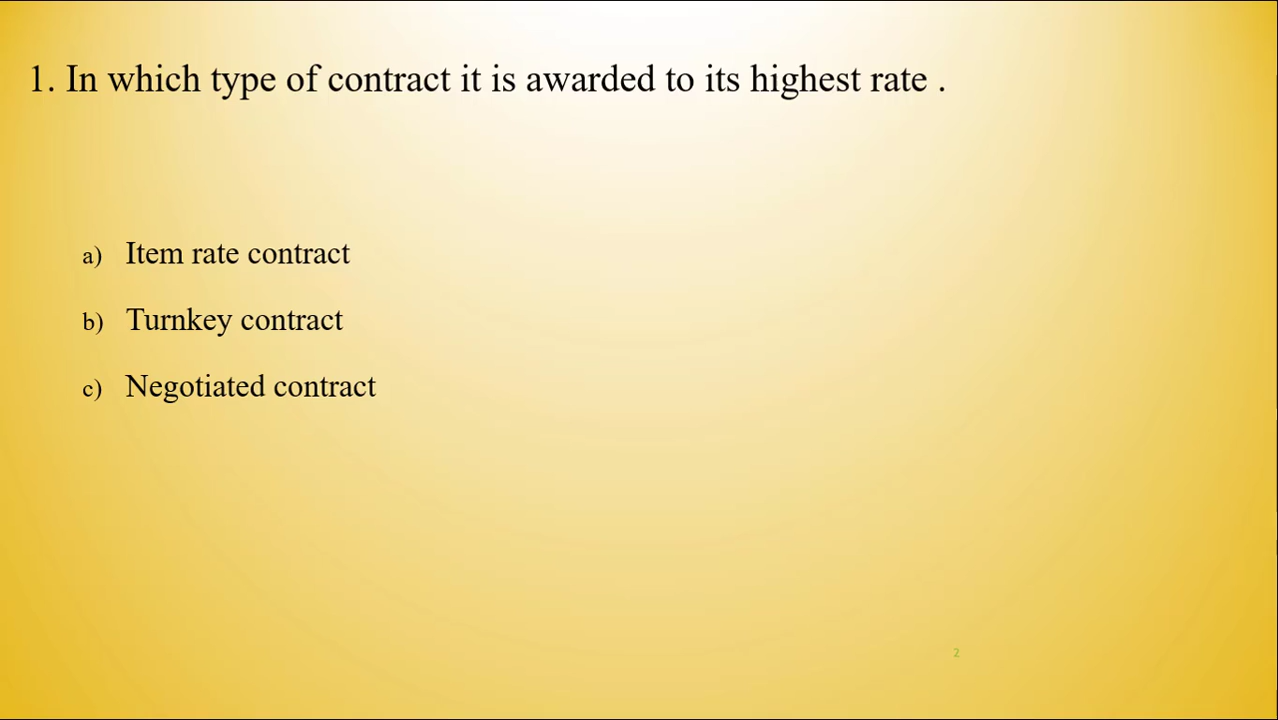 1. In which type of contract it is awarded to its highest rate .
a) Item rate contract
b) Turnkey contract
c) Negotiated contract
2